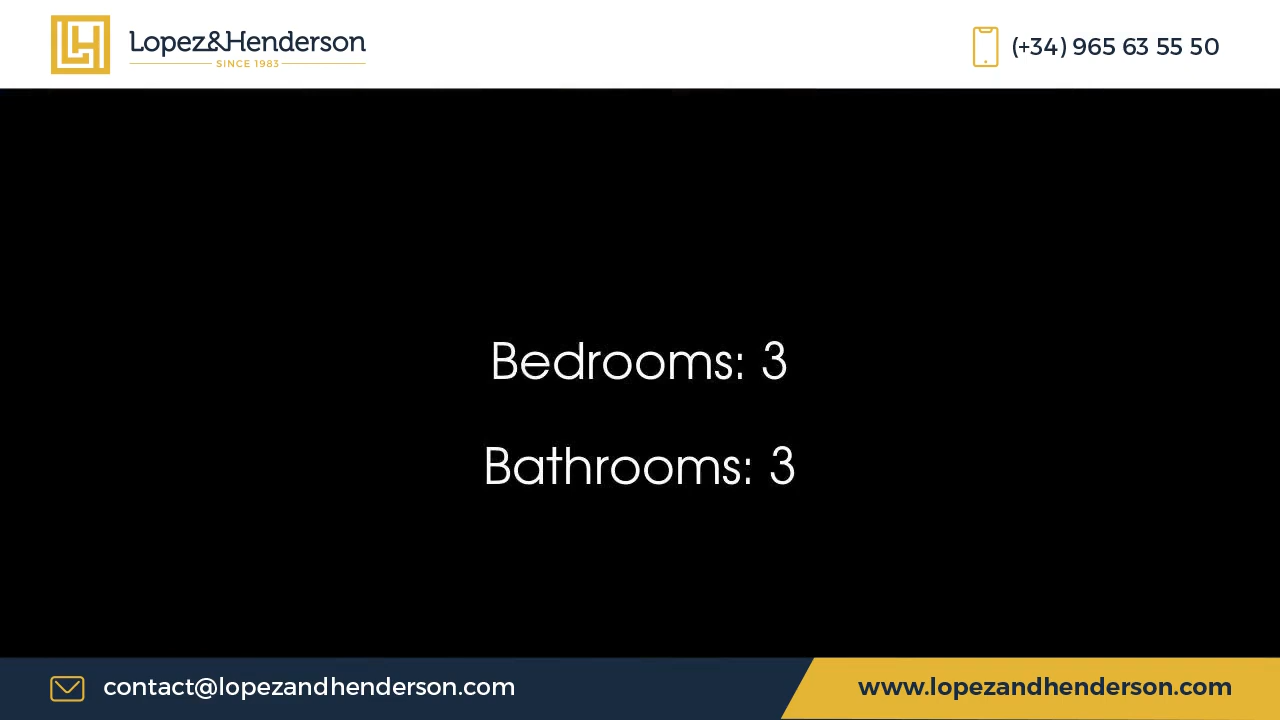 Lopez&Henderson
SINCE 1983
(+34) 965 63 55 50
Bedrooms: 3
Bathrooms: 3
contact@lopezandhenderson.com
www.lopezandhenderson.com